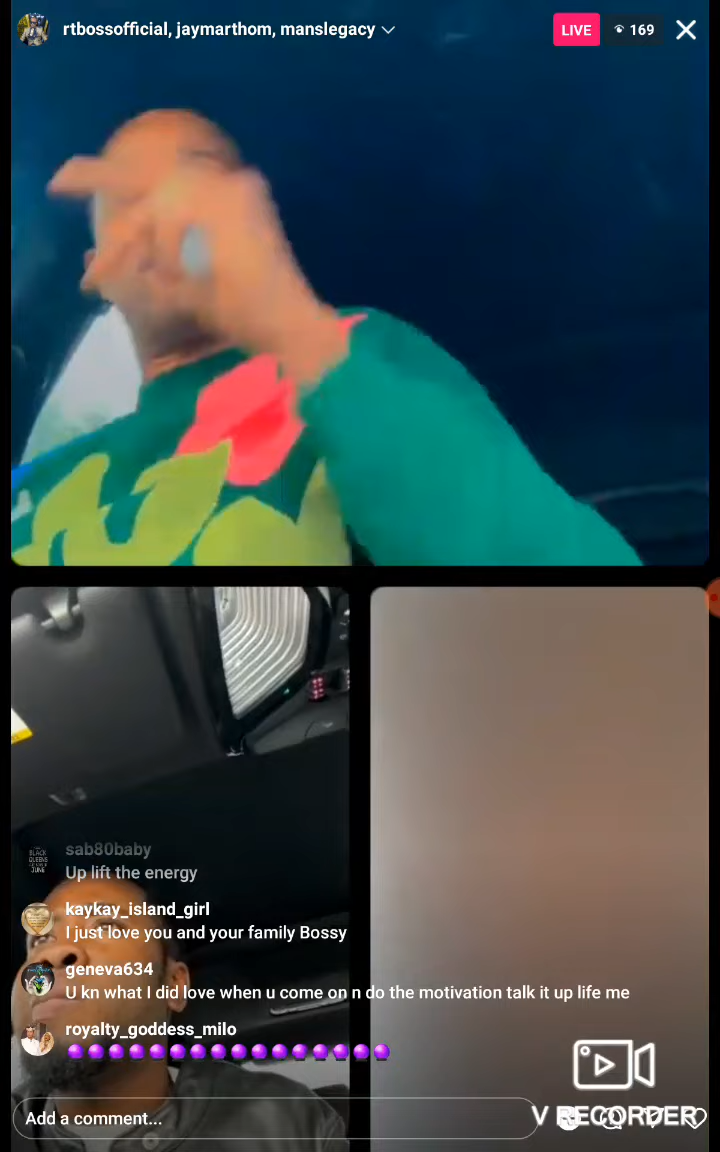 rtbossofficial, jaymarthom, manslegacy
LIVE
169
sab80baby
Up lift the energy
kaykay_island_girl
I just love you and your family Bossy
geneva634
U kn what I did love when u come on n do the motivation talk it up life me
royalty_goddess_milo
Add a comment...
V RECORDER